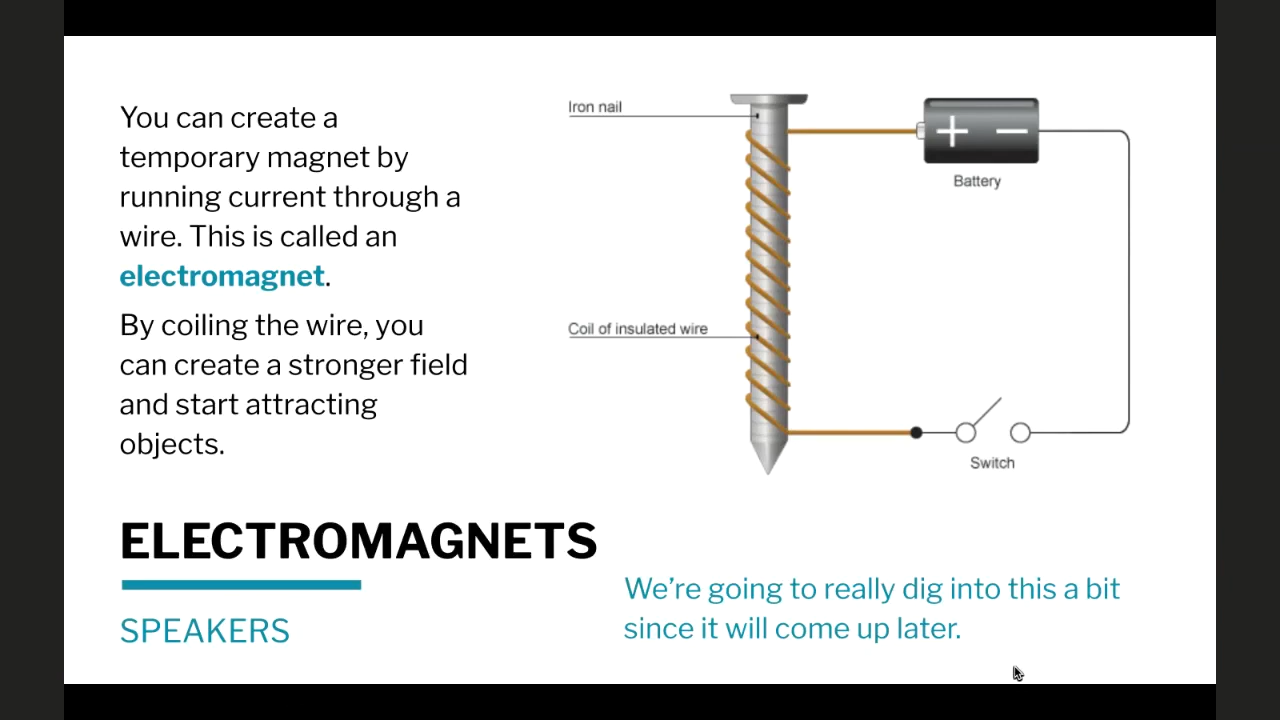 You can create a
temporary magnet by
running current through a
wire. This is called an
electromagnet.
By coiling the wire, you
can create a stronger field
and start attracting
objects.
Iron nail
+ −
Battery
Coil of insulated wire
Switch
ELECTROMAGNETS
SPEAKERS
We’re going to really dig into this a bit
since it will come up later.